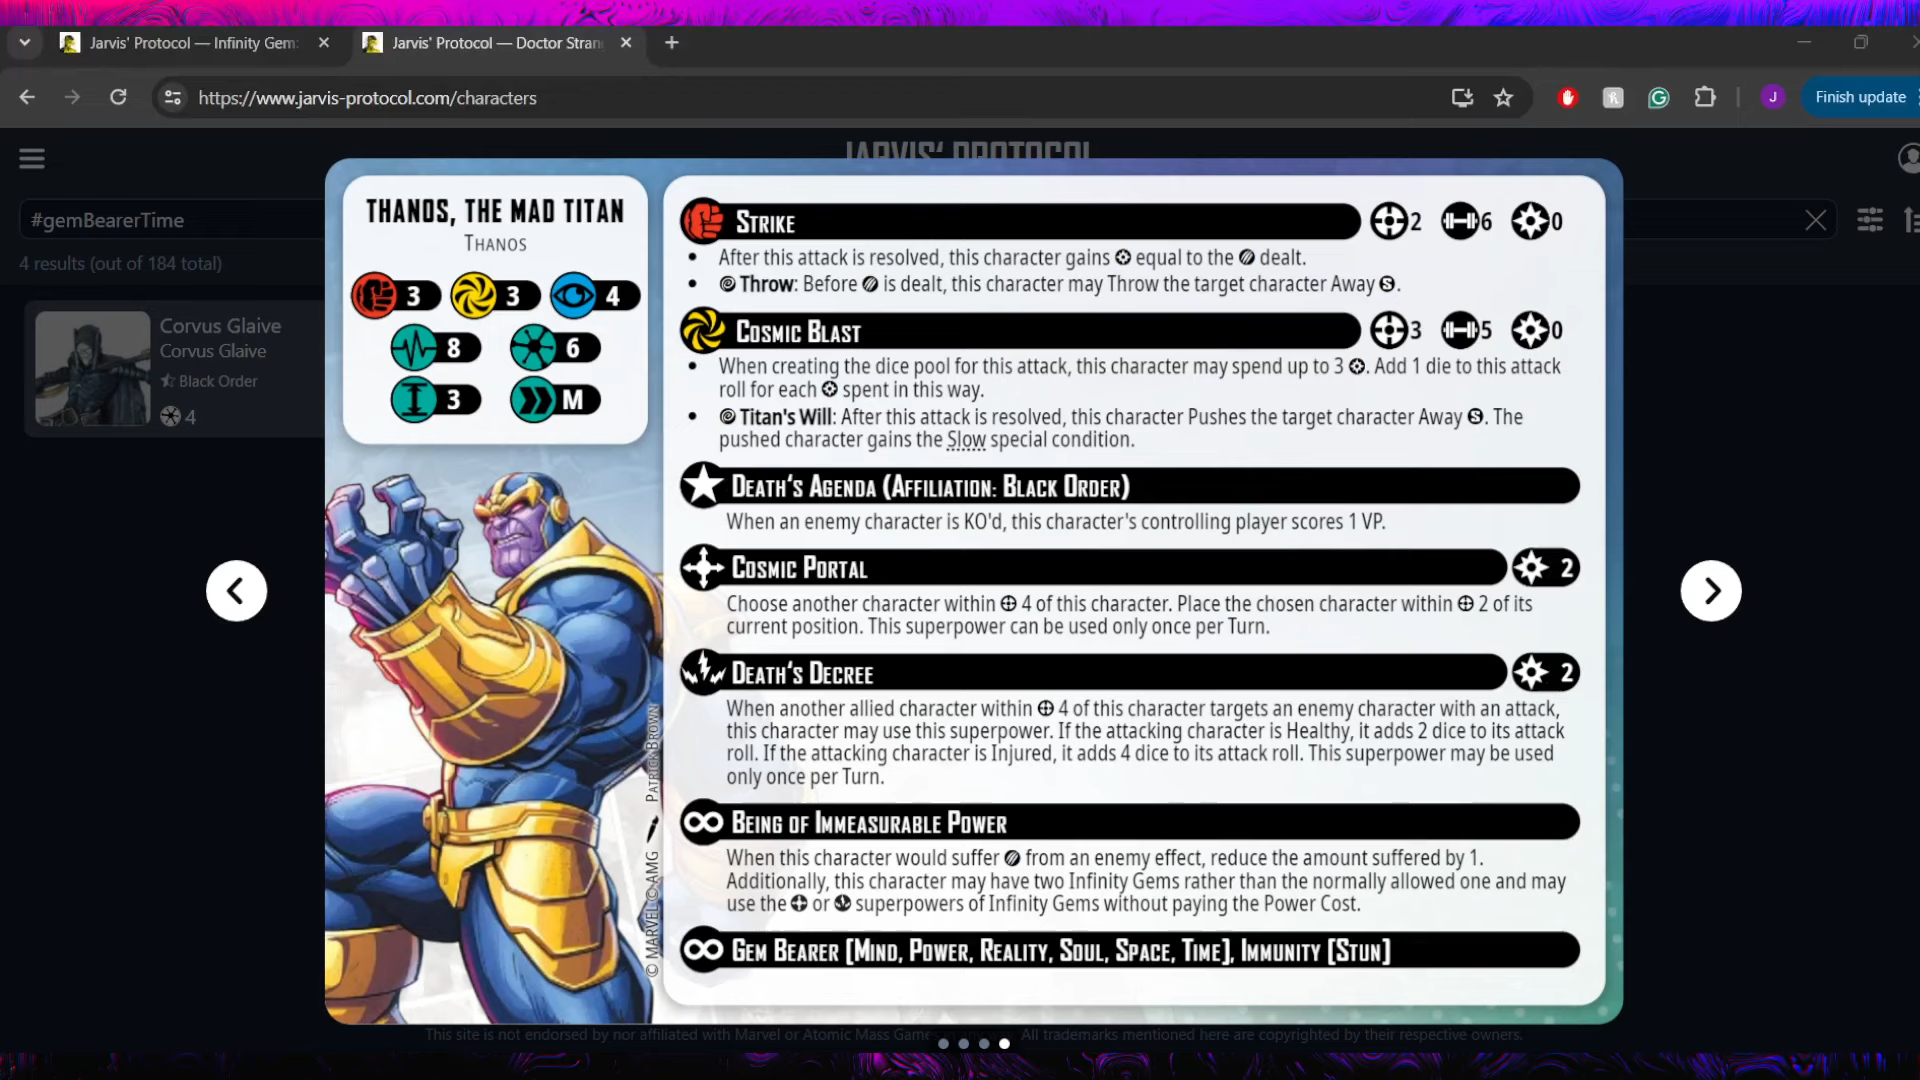 Jarvis' Protocol — Infinity Gem:
Jarvis' Protocol — Doctor Stran
https://www.jarvis-protocol.com/characters
J
Finish update
JARVIS' PROTOCOL
#gemBearerTime
4 results (out of 184 total)
Corvus Glaive
Corvus Glaive
Black Order
4
THANOS, THE MAD TITAN
THANOS
3 3 4
8 6
3 M
© MARVEL © AMG PATRICK BROWN
STRIKE 2 6 0
• After this attack is resolved, this character gains equal to the dealt.
• Throw: Before is dealt, this character may Throw the target character Away S.
COSMIC BLAST 3 5 0
• When creating the dice pool for this attack, this character may spend up to 3 . Add 1 die to this attack
roll for each spent in this way.
• Titan's Will: After this attack is resolved, this character Pushes the target character Away S. The
pushed character gains the Slow special condition.
DEATH'S AGENDA (AFFILIATION: BLACK ORDER)
When an enemy character is KO'd, this character's controlling player scores 1 VP.
COSMIC PORTAL 2
Choose another character within 4 of this character. Place the chosen character within 2 of its
current position. This superpower can be used only once per Turn.
DEATH'S DECREE 2
When another allied character within 4 of this character targets an enemy character with an attack,
this character may use this superpower. If the attacking character is Healthy, it adds 2 dice to its attack
roll. If the attacking character is Injured, it adds 4 dice to its attack roll. This superpower may be used
only once per Turn.
BEING OF IMMEASURABLE POWER
When this character would suffer from an enemy effect, reduce the amount suffered by 1.
Additionally, this character may have two Infinity Gems rather than the normally allowed one and may
use the or superpowers of Infinity Gems without paying the Power Cost.
GEM BEARER [MIND, POWER, REALITY, SOUL, SPACE, TIME], IMMUNITY [STUN]
This site is not endorsed by nor affiliated with Marvel or Atomic Mass Game All trademarks mentioned here are copyrighted by their respective owners.